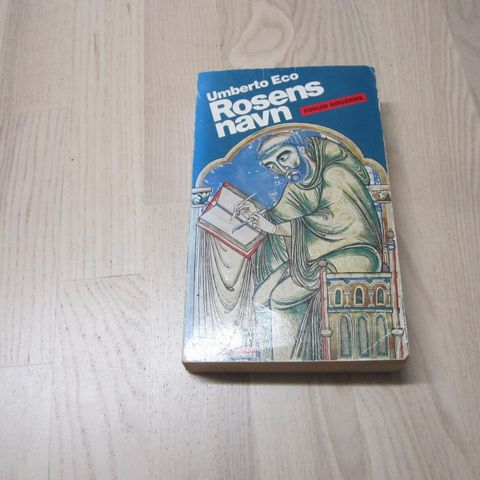 Umberto Eco
Rosens
navn
FORUM BØGERNE